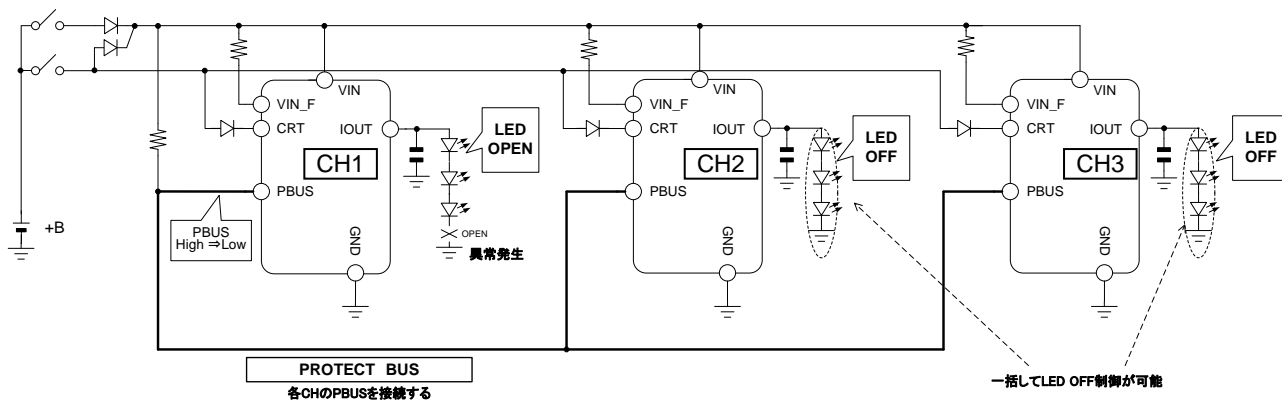 VIN
VIN_F
CRT
IOUT
CH1
PBUS
GND
LED
OPEN
OPEN
異常発生
PBUS
High ⇒Low
+B
VIN
VIN_F
CRT
IOUT
CH2
PBUS
GND
LED
OFF
VIN
VIN_F
CRT
IOUT
CH3
PBUS
GND
LED
OFF
PROTECT BUS
各CHのPBUSを接続する
一括してLED OFF制御が可能